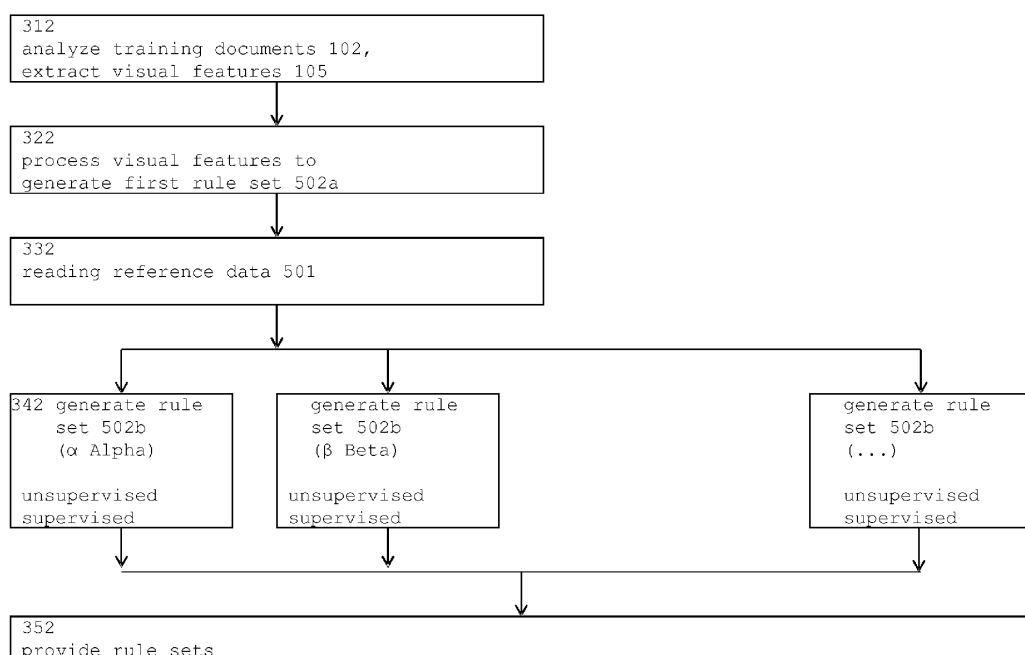 312
analyze training documents 102,
extract visual features 105
322
process visual features to
generate first rule set 502a
332
reading reference data 501
342 generate rule
set 502b
(α Alpha)
unsupervised
supervised
generate rule
set 502b
(β Beta)
unsupervised
supervised
generate rule
set 502b
(...)
unsupervised
supervised
352
provide rule sets